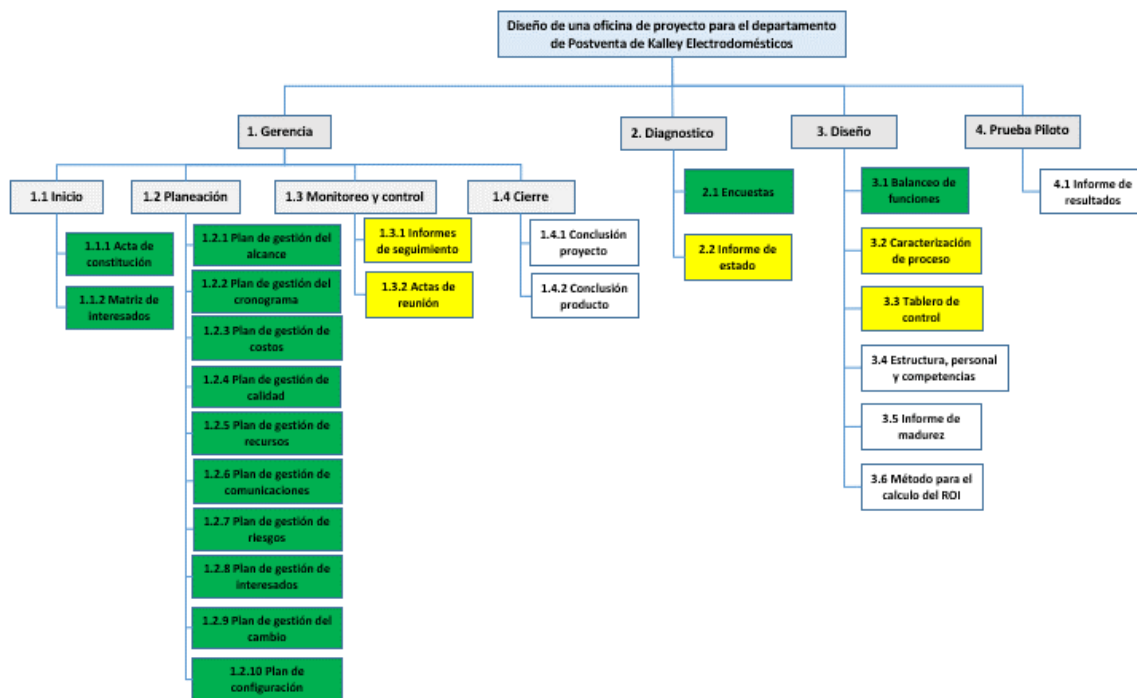 Diseño de una oficina de proyecto para el departamento
de Postventa de Kalley Electrodomésticos
1. Gerencia
2. Diagnostico
3. Diseño
4. Prueba Piloto
1.1 Inicio
1.2 Planeación
1.3 Monitoreo y control
1.4 Cierre
1.1.1 Acta de
constitución
1.1.2 Matriz de
interesados
1.2.1 Plan de gestión del
alcance
1.2.2 Plan de gestión del
cronograma
1.2.3 Plan de gestión de
costos
1.2.4 Plan de gestión de
calidad
1.2.5 Plan de gestión de
recursos
1.2.6 Plan de gestión de
comunicaciones
1.2.7 Plan de gestión de
riesgos
1.2.8 Plan de gestión de
interesados
1.2.9 Plan de gestión del
cambio
1.2.10 Plan de
configuración
1.3.1 Informes
de seguimiento
1.3.2 Actas de
reunión
1.4.1 Conclusión
proyecto
1.4.2 Conclusión
producto
2.1 Encuestas
2.2 Informe de
estado
3.1 Balanceo de
funciones
3.2 Caracterización
de proceso
3.3 Tablero de
control
3.4 Estructura, personal
y competencias
3.5 Informe de
madurez
3.6 Método para el
calculo del ROI
4.1 Informe de
resultados